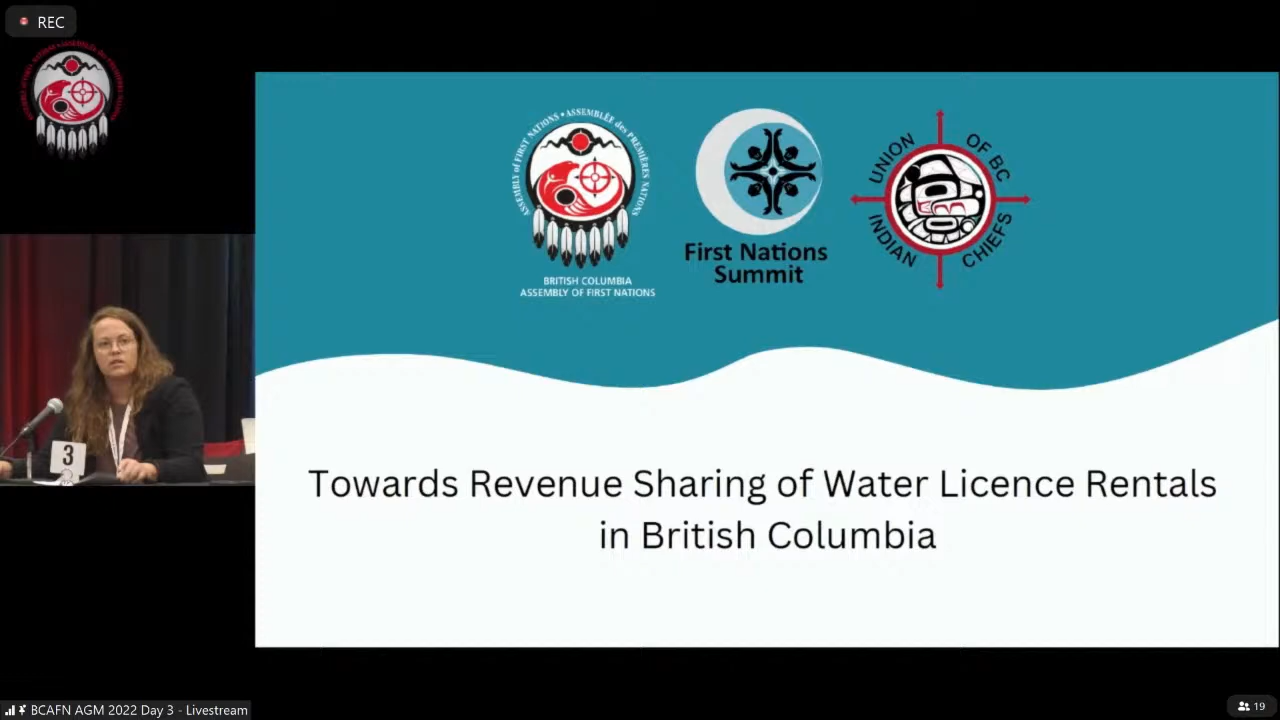 REC
ASSEMBLY of FIRST NATIONS • ASSEMBLÉE des PREMIÈRES NATIONS
BRITISH COLUMBIA
ASSEMBLY OF FIRST NATIONS
First Nations
Summit
UNION
OF BC
INDIAN
CHIEFS
3
Towards Revenue Sharing of Water Licence Rentals
in British Columbia
BCAFN AGM 2022 Day 3 - Livestream
19